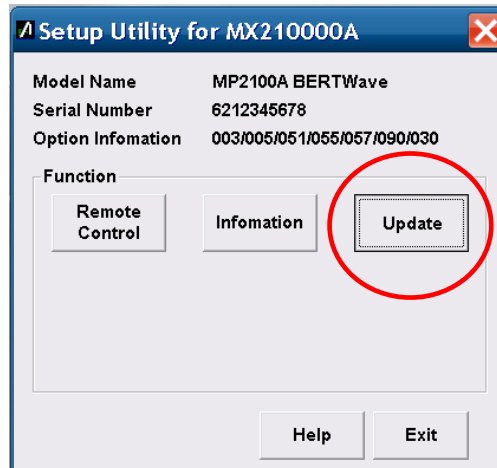 Setup Utility for MX210000A
Model Name MP2100A BERTWave
Serial Number 6212345678
Option Infomation 003/005/051/055/057/090/030
Function
Remote
Control
Infomation
Update
Help Exit